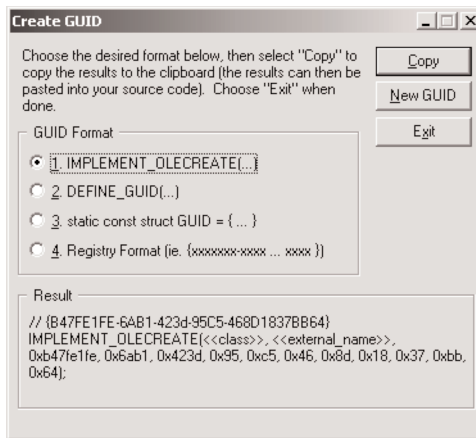 Create GUID
Choose the desired format below, then select "Copy" to
copy the results to the clipboard (the results can then be
pasted into your source code). Choose "Exit" when
done.
Copy
New GUID
Exit
GUID Format
1. IMPLEMENT_OLECREATE(...)
2. DEFINE_GUID(...)
3. static const struct GUID = { ... }
4. Registry Format (ie. {xxxxxxx-xxxx ... xxxx })
Result
// {B47FE1FE-6AB1-423d-95C5-468D1837BB64}
IMPLEMENT_OLECREATE(<<class>>, <<external_name>>,
0xb47fe1fe, 0x6ab1, 0x423d, 0x95, 0xc5, 0x46, 0x8d, 0x18, 0x37, 0xbb,
0x64);